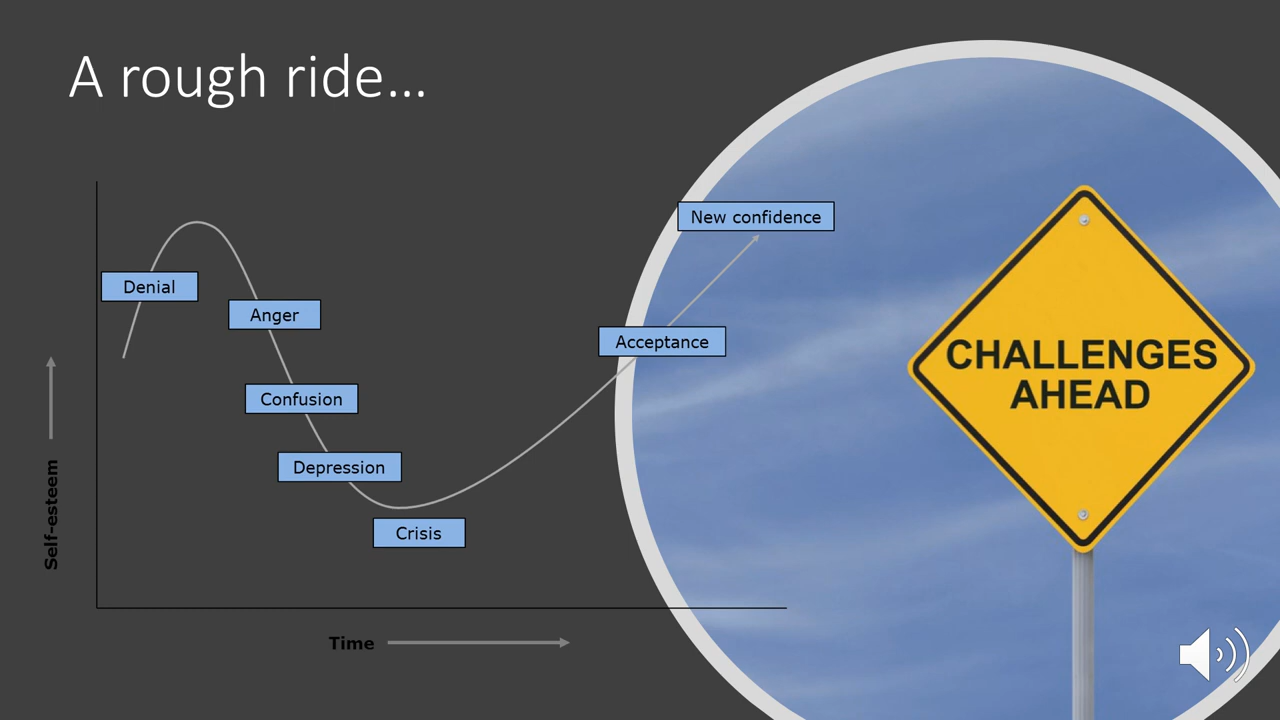 A rough ride...
New confidence
Denial
Anger
Acceptance
CHALLENGES
AHEAD
Confusion
Depression
Crisis
Self-esteem
Time